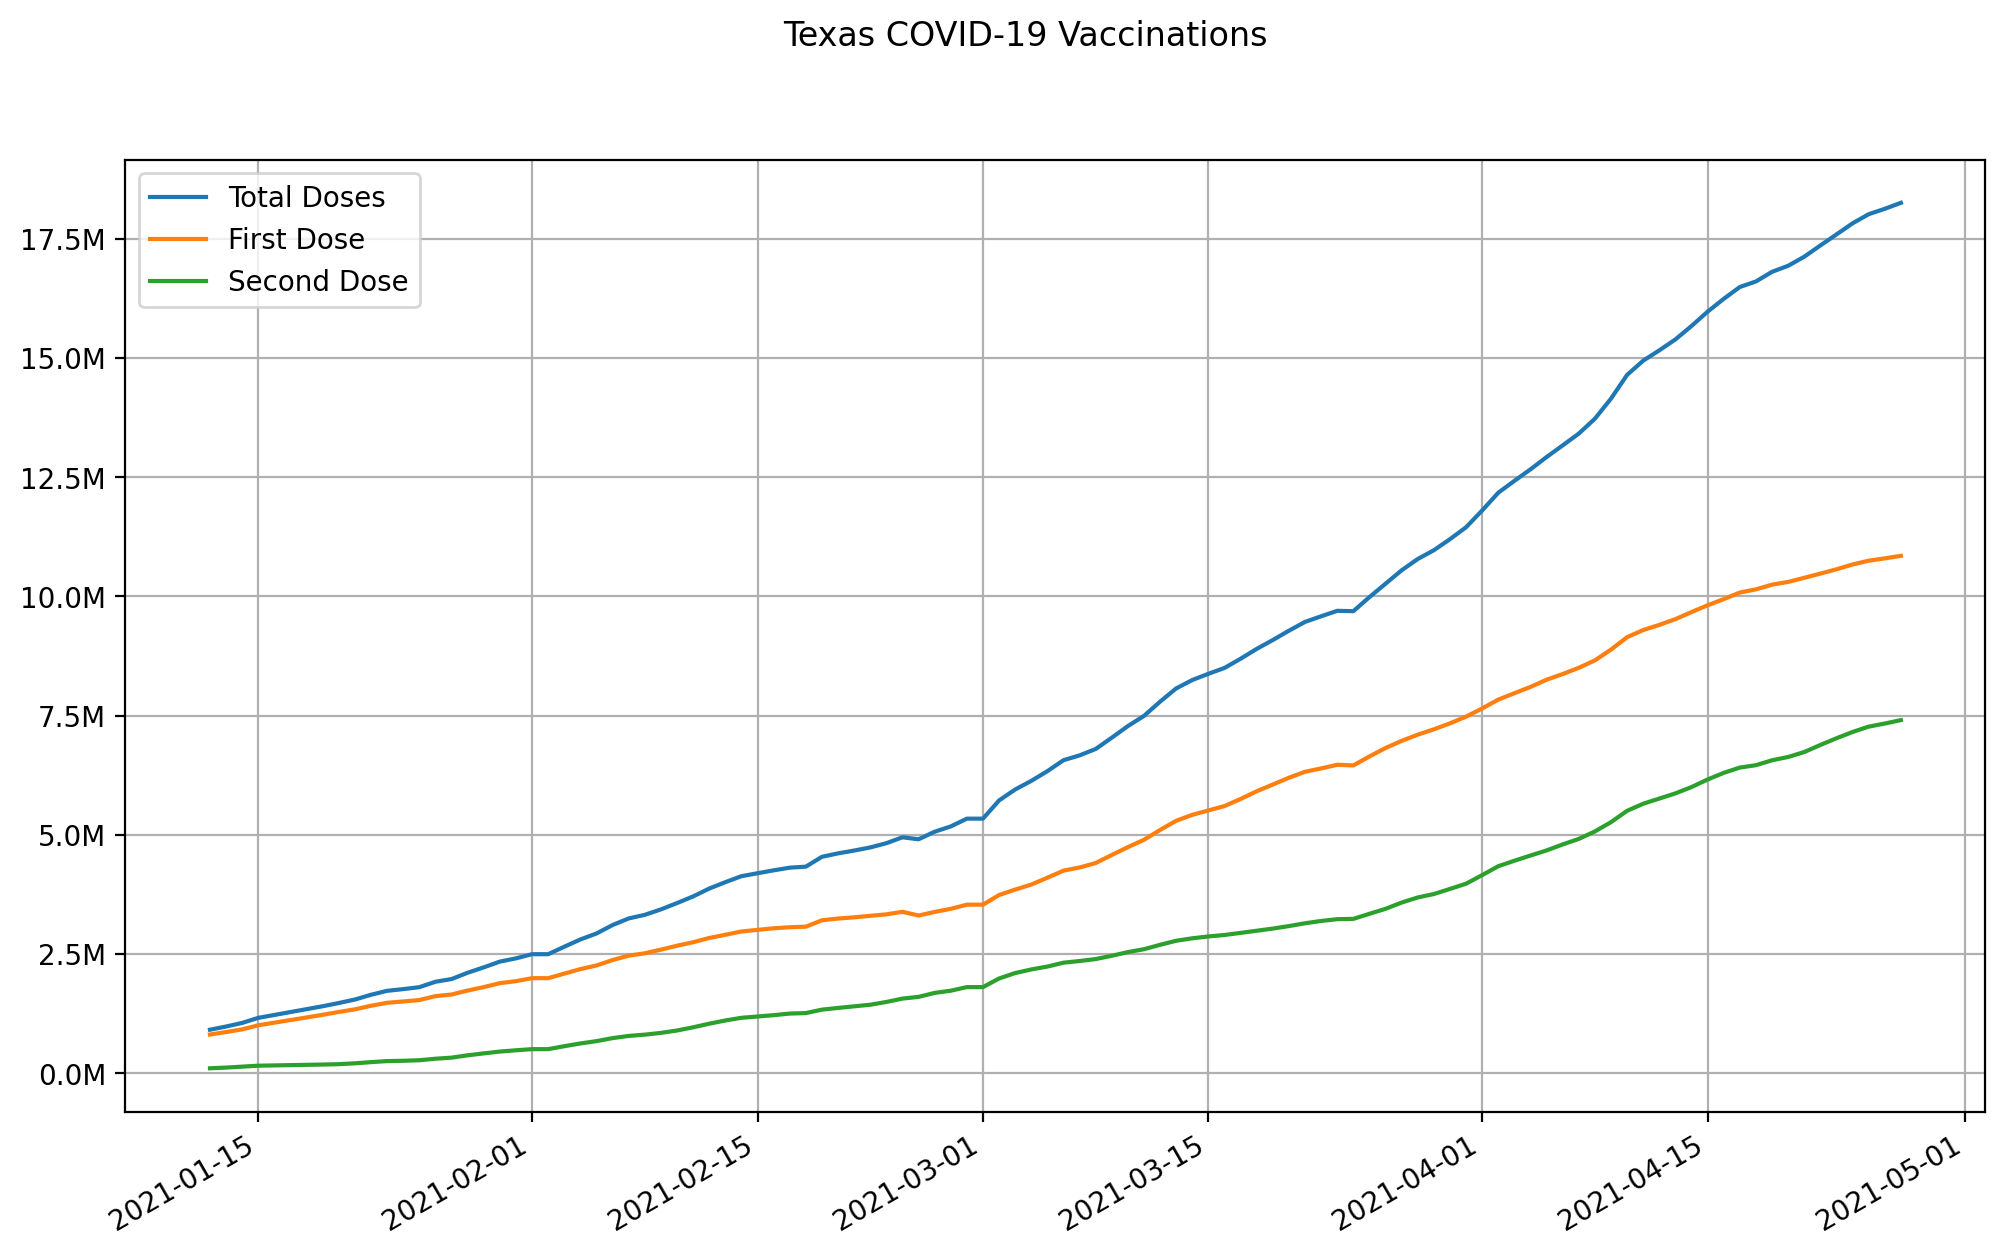 Texas COVID-19 Vaccinations
Total Doses
First Dose
Second Dose
17.5M
15.0M
12.5M
10.0M
7.5M
5.0M
2.5M
0.0M
2021-01-15
2021-02-01
2021-02-15
2021-03-01
2021-03-15
2021-04-01
2021-04-15
2021-05-01